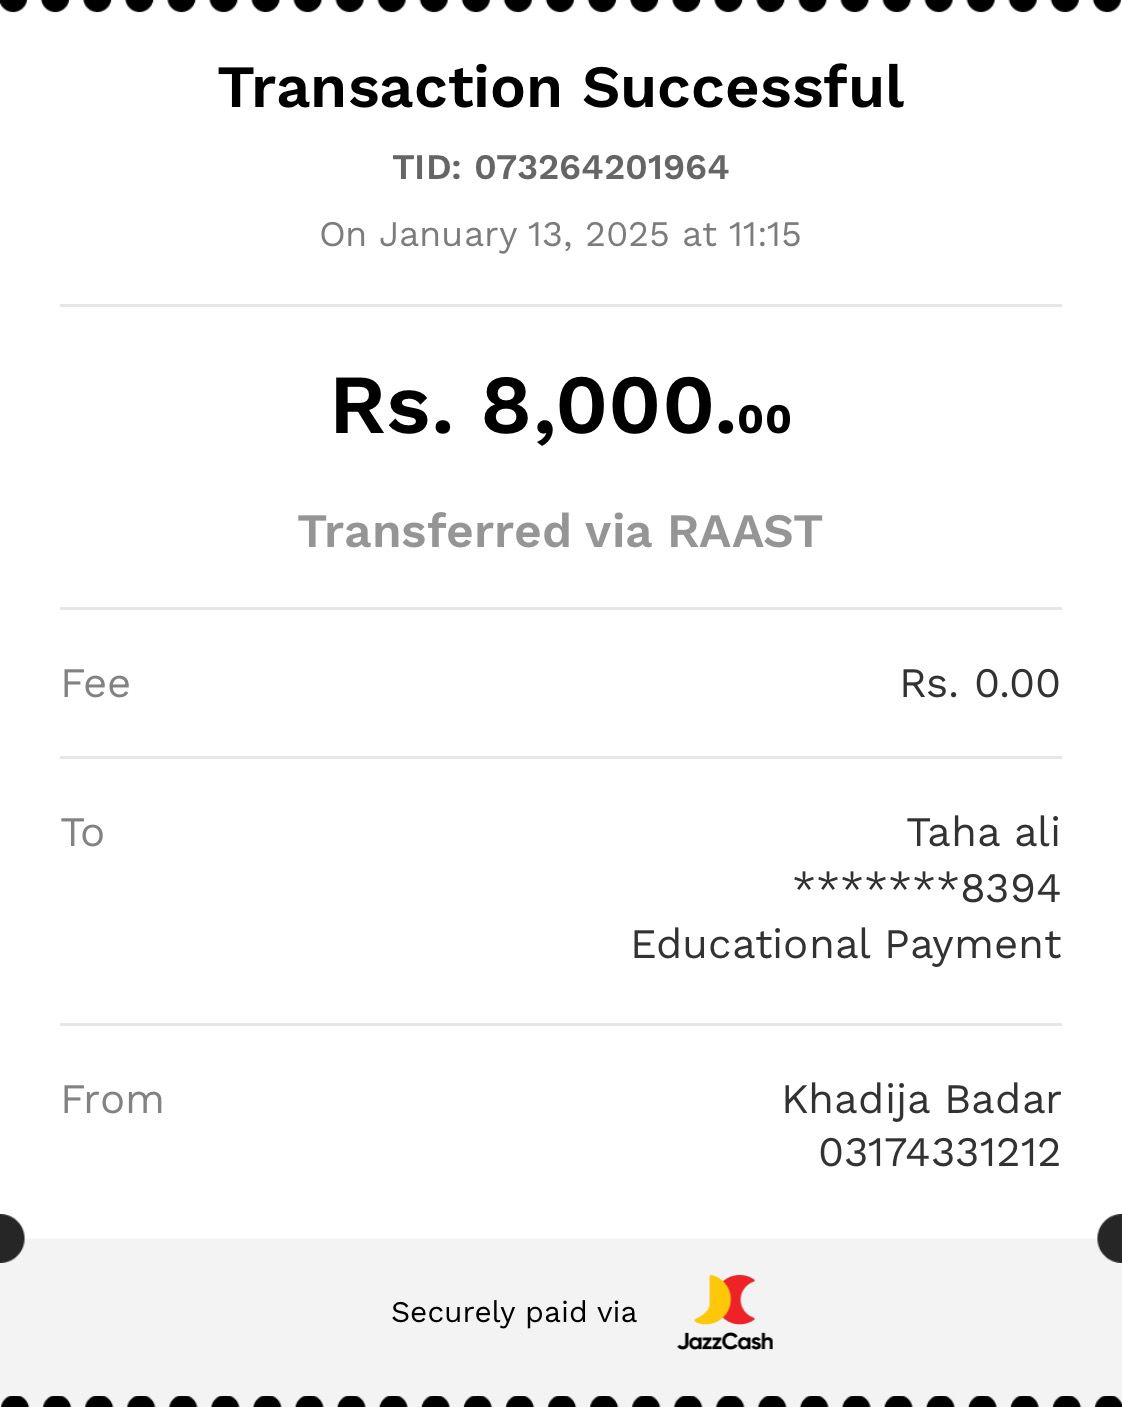 Transaction Successful
TID: 073264201964
On January 13, 2025 at 11:15
Rs. 8,000.00
Transferred via RAAST
Fee Rs. 0.00
To Taha ali
*******8394
Educational Payment
From Khadija Badar
03174331212
Securely paid via JazzCash